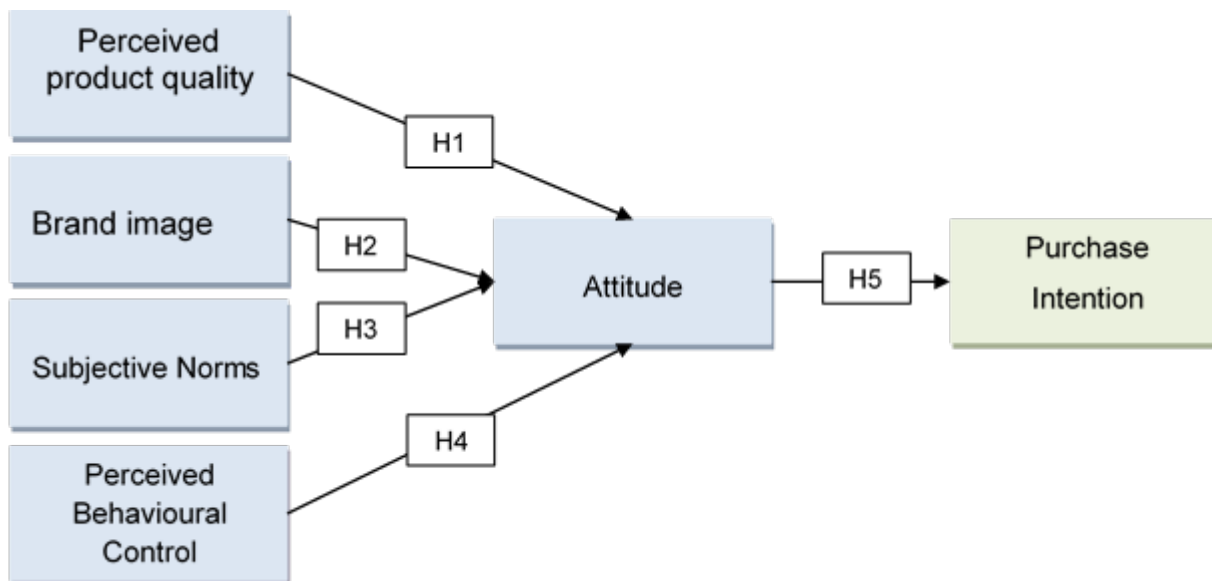 Perceived
product quality
H1
Brand image
H2
Attitude
H5
Purchase
Intention
H3
Subjective Norms
H4
Perceived
Behavioural
Control